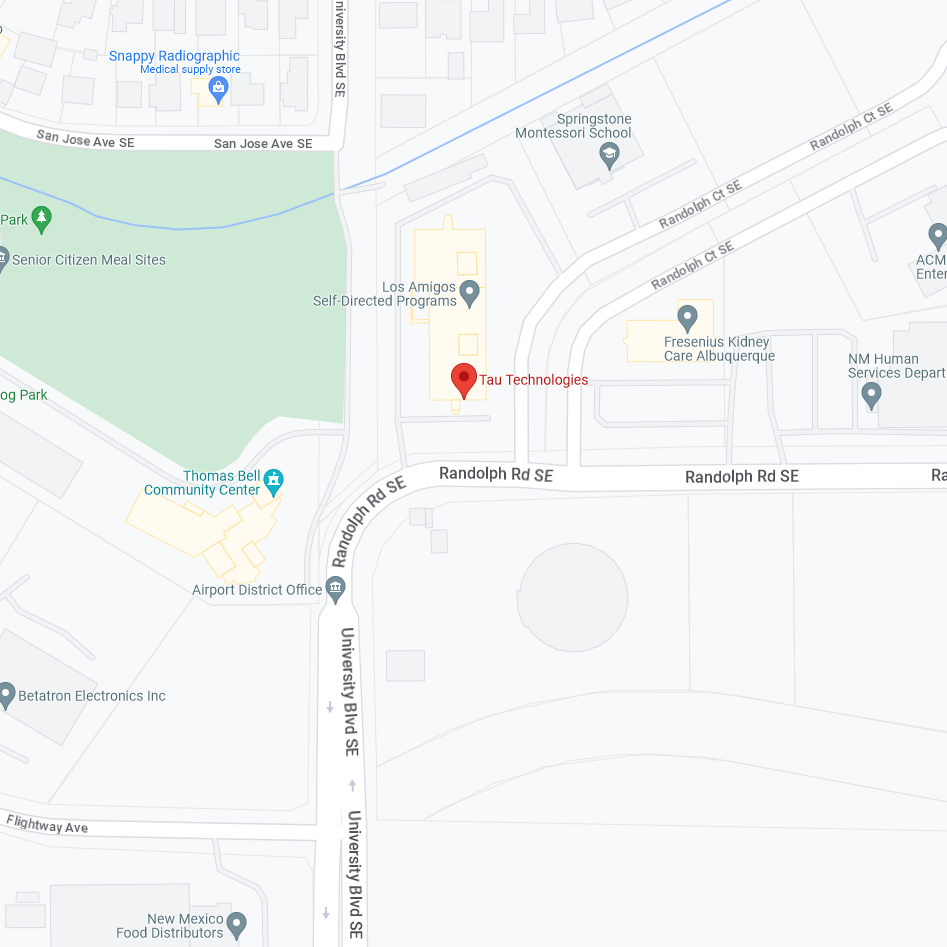 University Blvd SE
Snappy Radiographic
Medical supply store
San Jose Ave SE
San Jose Ave SE
Springstone
Montessori School
Randolph Ct SE
Randolph Ct SE
Randolph Ct SE
Park
Senior Citizen Meal Sites
ACM
Enter
Los Amigos
Self-Directed Programs
Fresenius Kidney
Care Albuquerque
NM Human
Services Depart
Tau Technologies
og Park
Thomas Bell
Community Center
Randolph Rd SE
Randolph Rd SE
Ra
Randolph Rd SE
Airport District Office
University Blvd SE
Betatron Electronics Inc
Flightway Ave
University Blvd SE
New Mexico
Food Distributors